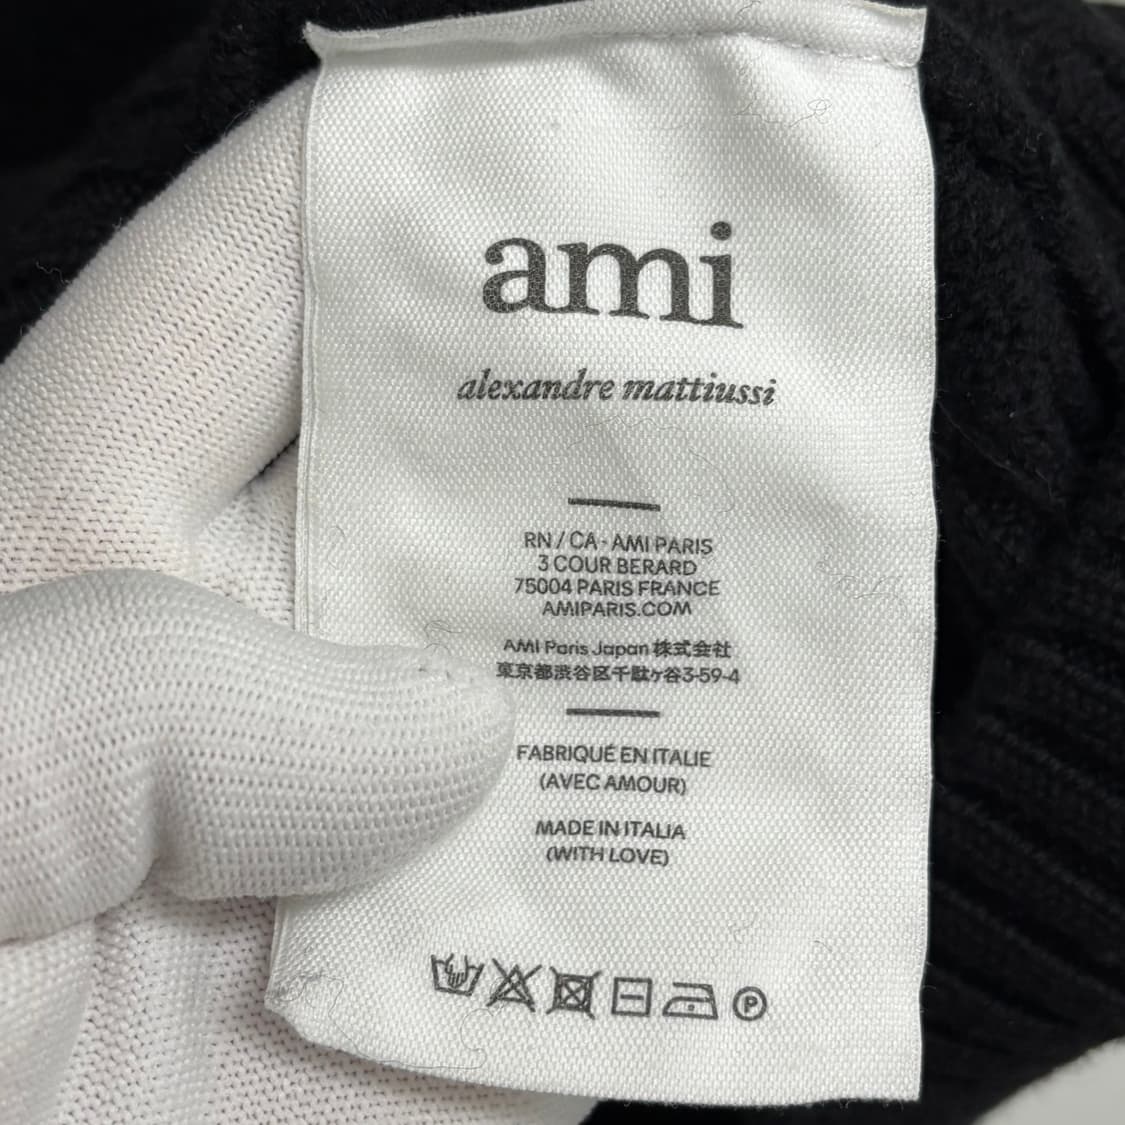 ami
alexandre mattiussi
RN / CA - AMI PARIS
3 COUR BERARD
75004 PARIS FRANCE
AMIPARIS.COM
AMI Paris Japan 株式会社
東京都渋谷区千駄ヶ谷3-59-4
FABRIQUÉ EN ITALIE
(AVEC AMOUR)
MADE IN ITALIA
(WITH LOVE)
P